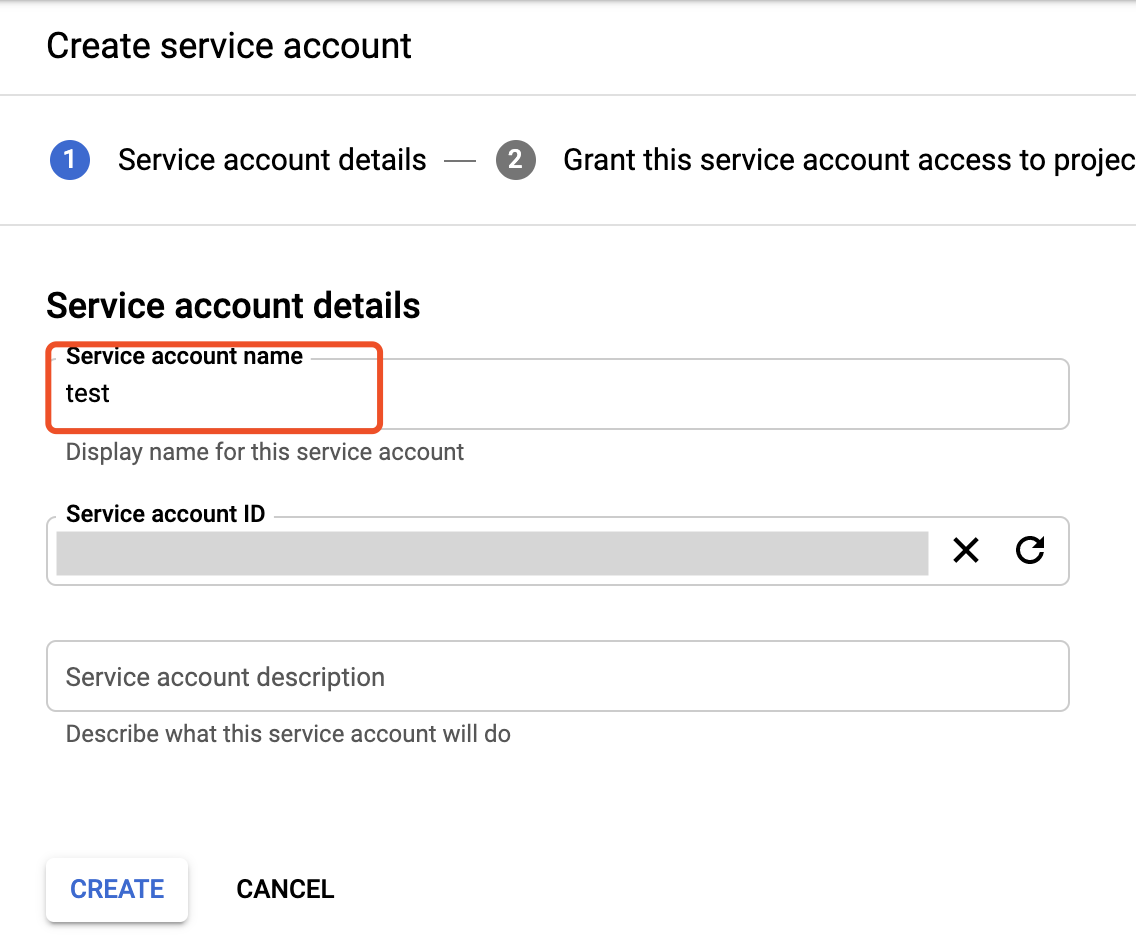 Create service account
1 Service account details — 2 Grant this service account access to projec
Service account details
Service account name
test
Display name for this service account
Service account ID
Service account description
Describe what this service account will do
CREATE CANCEL